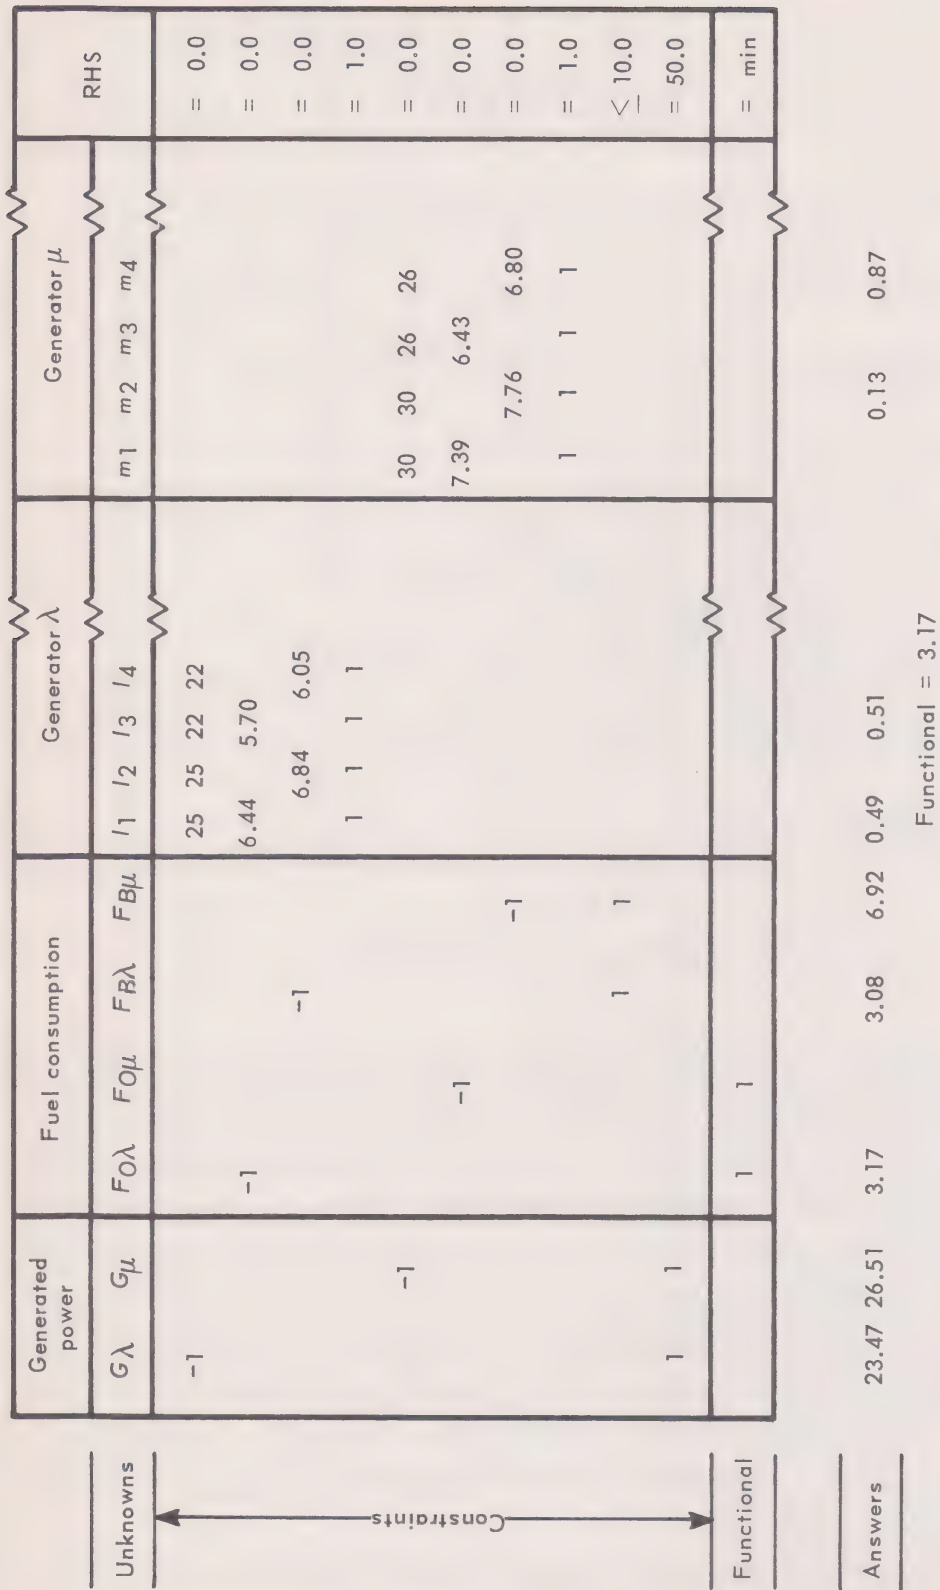 Generated power Fuel consumption Generator λ Generator μ RHS
Unknowns Gλ Gμ FOλ FOμ FBλ FBμ l1 l2 l3 l4 m1 m2 m3 m4
Constraints
-1 25 25 22 22 = 0.0
-1 6.44 5.70 = 0.0
-1 6.84 6.05 = 0.0
1 1 1 1 = 1.0
-1 30 30 26 26 = 0.0
-1 7.39 6.43 = 0.0
-1 7.76 6.80 = 0.0
1 1 1 1 = 1.0
1 1 ≤ 10.0
1 1 = 50.0
Functional 1 1 = min
Answers 23.47 26.51 3.17 3.08 6.92 0.49 0.51 0.13 0.87
Functional = 3.17